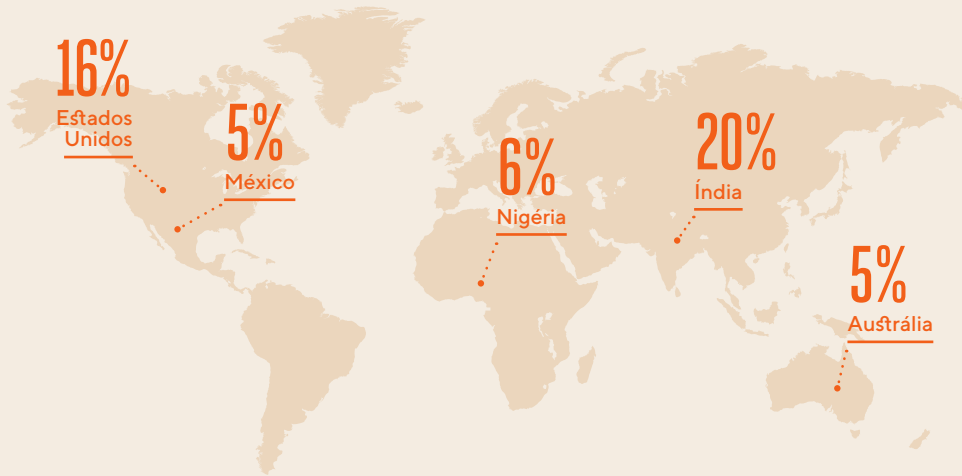 16%
Estados
Unidos
5%
México
6%
Nigéria
20%
Índia
5%
Austrália